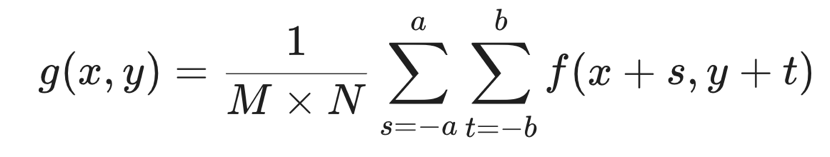 g(x, y) = \frac{1}{M \times N} \sum_{s=-a}^{a} \sum_{t=-b}^{b} f(x + s, y + t)